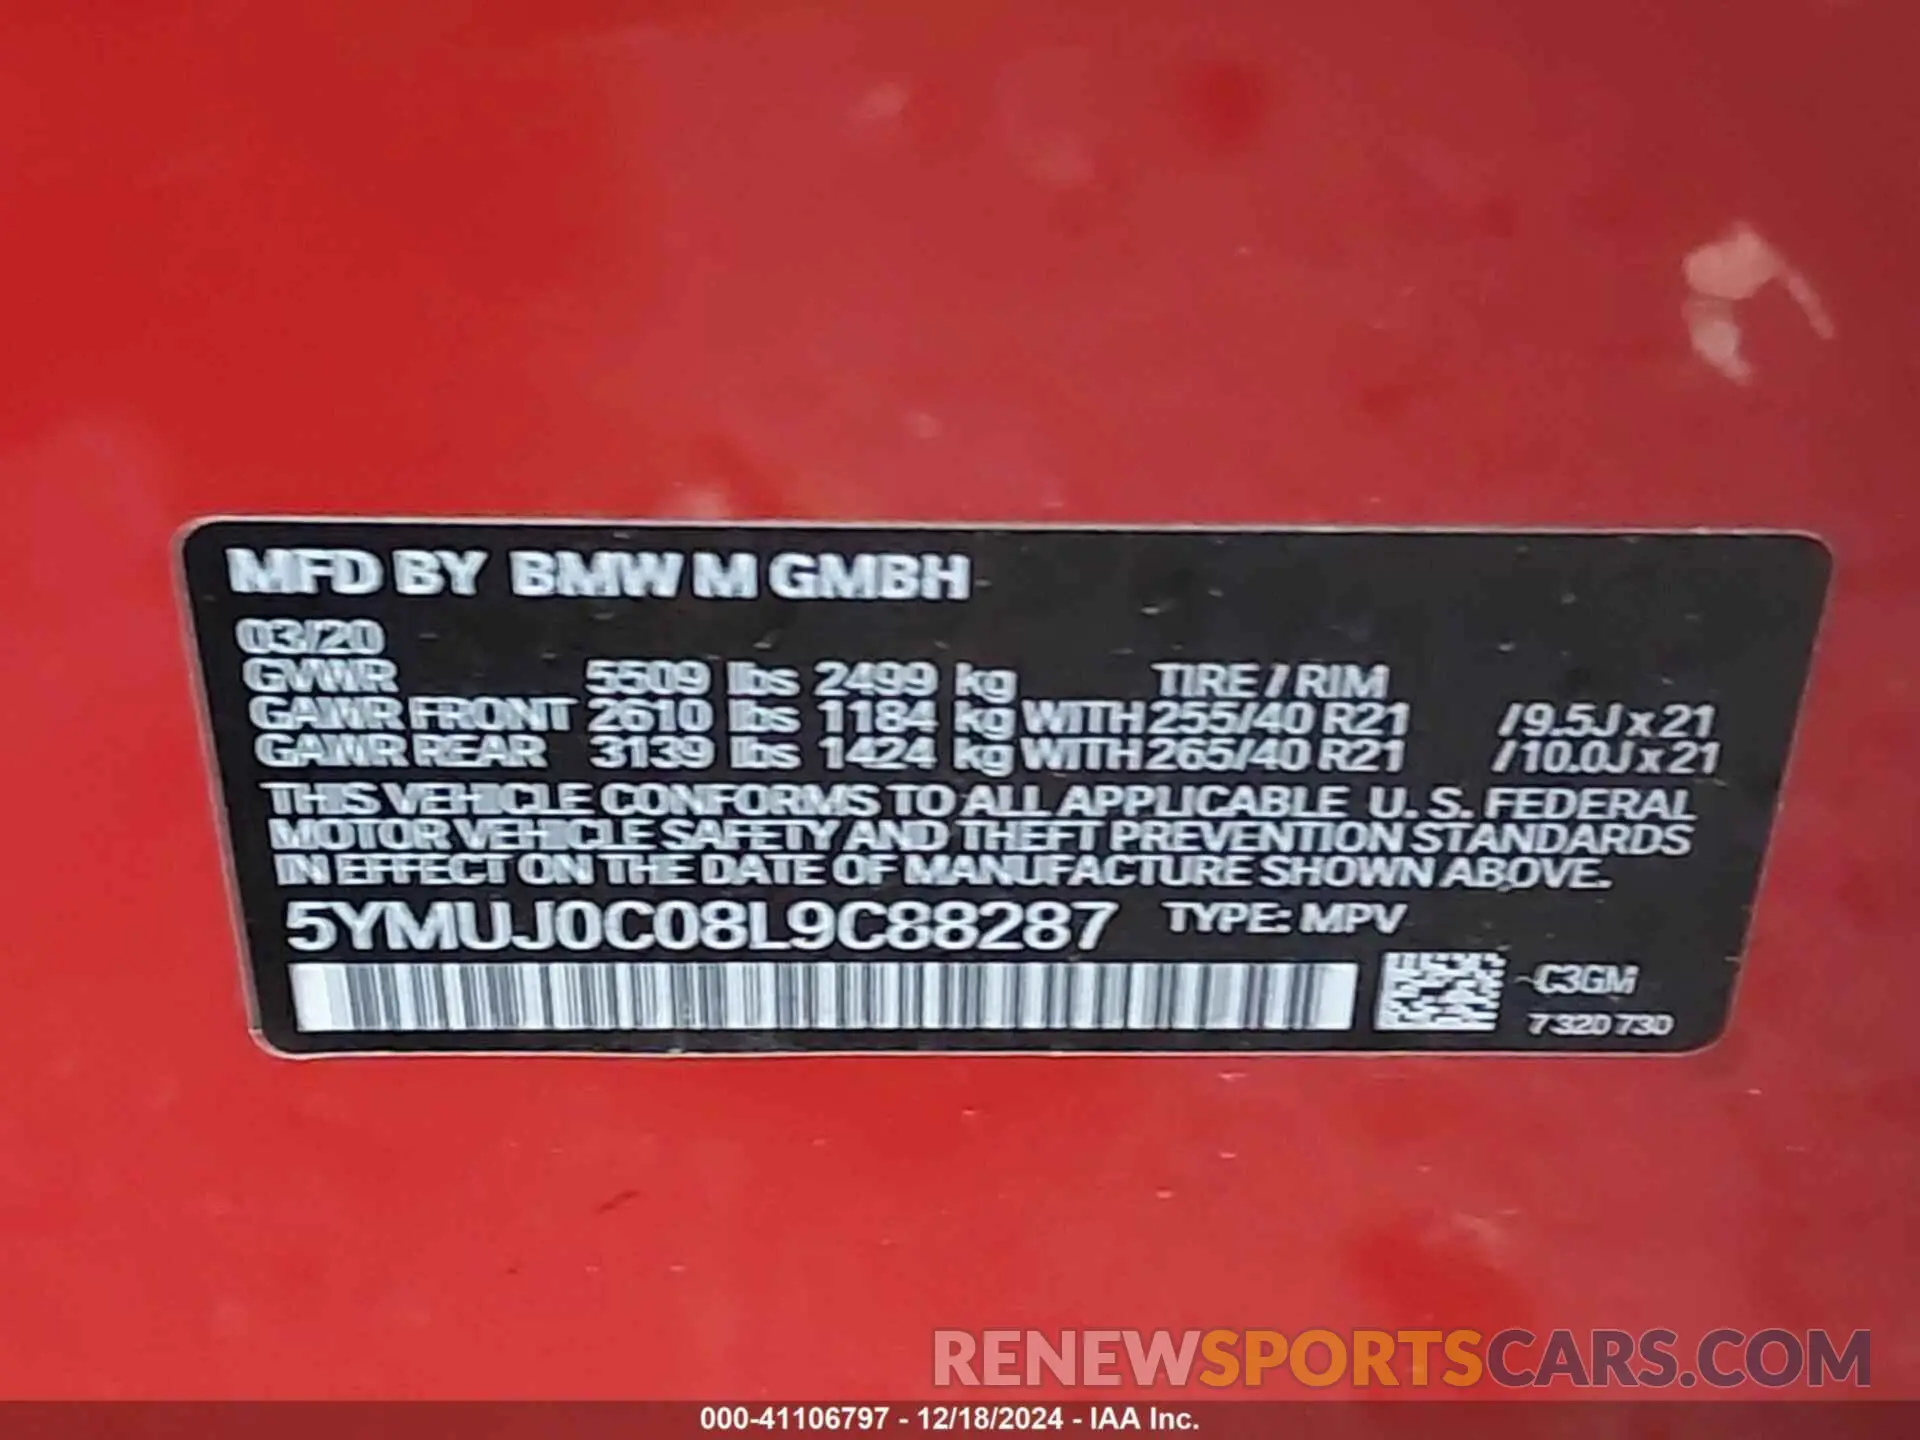 MFD BY BMW M GMBH
03/20
GVWR 5509 lbs 2499 kg TIRE / RIM
GAWR FRONT 2610 lbs 1184 kg WITH 255/40 R21 /9.5J x 21
GAWR REAR 3139 lbs 1424 kg WITH 265/40 R21 /10.0J x 21
THIS VEHICLE CONFORMS TO ALL APPLICABLE U.S. FEDERAL
MOTOR VEHICLE SAFETY AND THEFT PREVENTION STANDARDS
IN EFFECT ON THE DATE OF MANUFACTURE SHOWN ABOVE.
5YMUJ0C08L9C88287 TYPE: MPV
C3GM
7 320 730
RENEWSPORTSCARS.COM
000-41106797 - 12/18/2024 - IAA Inc.